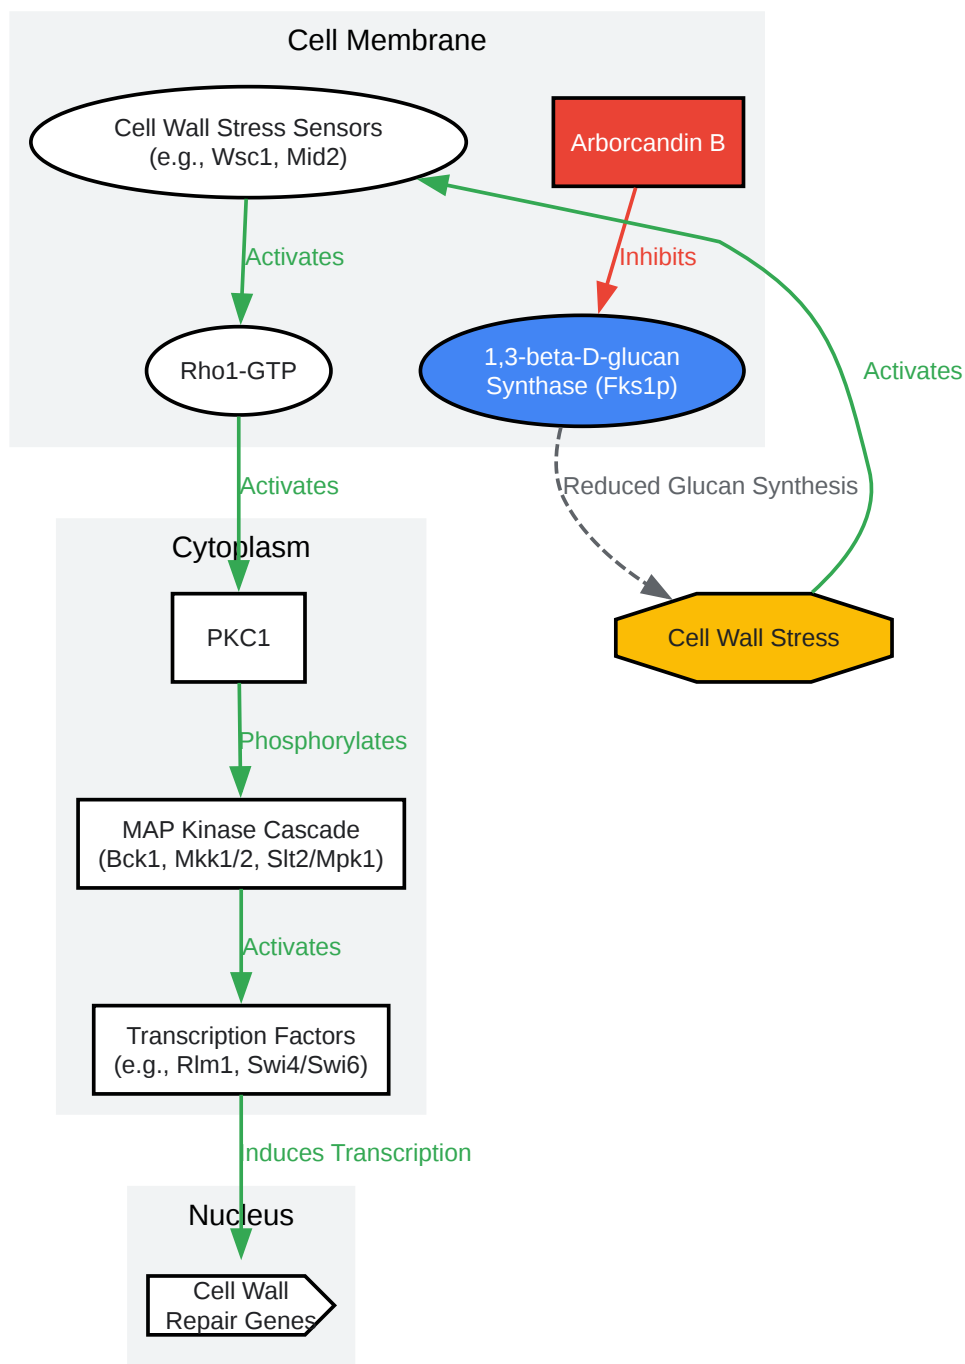 Cell Membrane
Cell Wall Stress Sensors
(e.g., Wsc1, Mid2)
Arborcandin B
Activates
Inhibits
Rho1-GTP
1,3-beta-D-glucan
Synthase (Fks1p)
Activates
Activates
Reduced Glucan Synthesis
Cytoplasm
PKC1
Cell Wall Stress
Phosphorylates
MAP Kinase Cascade
(Bck1, Mkk1/2, Slt2/Mpk1)
Activates
Transcription Factors
(e.g., Rlm1, Swi4/Swi6)
Induces Transcription
Nucleus
Cell Wall
Repair Genes